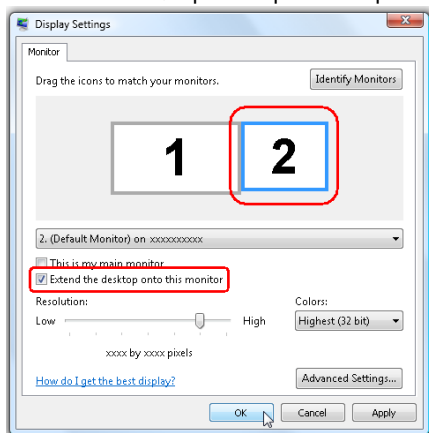 Display Settings
Monitor
Drag the icons to match your monitors.
Identify Monitors
1 2
2. (Default Monitor) on xxxxxxxxxx
This is my main monitor
Extend the desktop onto this monitor
Resolution: Colors:
Low High Highest (32 bit)
xxxx by xxxx pixels
How do I get the best display?
Advanced Settings...
OK Cancel Apply